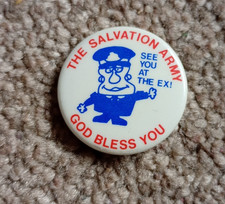 THE SALVATION ARMY
SEE
YOU
AT
THE EX!
GOD BLESS YOU